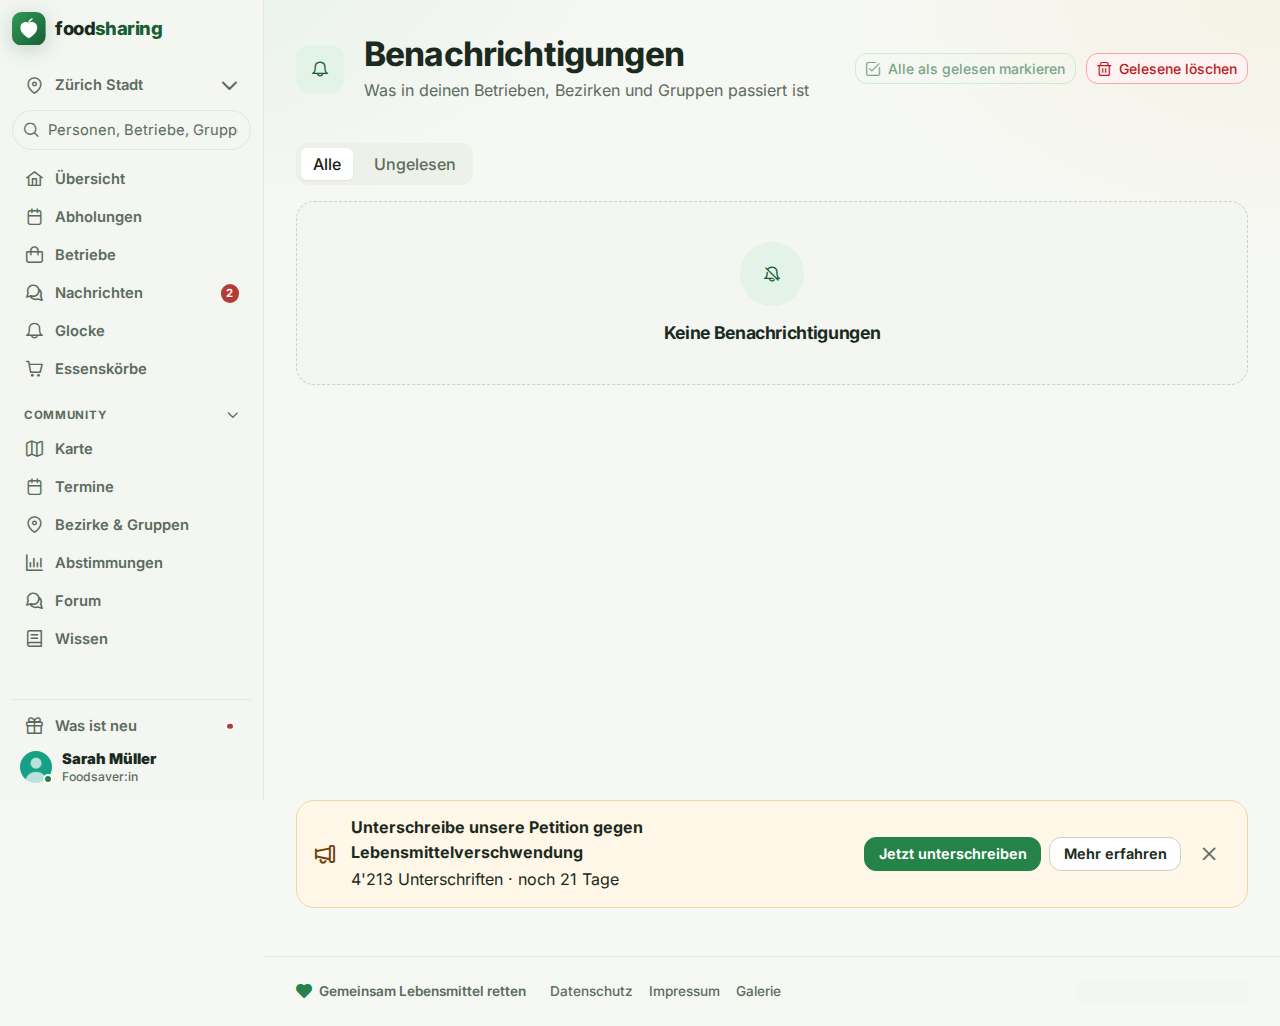 foodsharing
Zürich Stadt
Personen, Betriebe, Grupp
Übersicht
Abholungen
Betriebe
Nachrichten 2
Glocke
Essenskörbe
COMMUNITY
Karte
Termine
Bezirke & Gruppen
Abstimmungen
Forum
Wissen
Was ist neu
Sarah Müller
Foodsaver:in
Benachrichtigungen
Was in deinen Betrieben, Bezirken und Gruppen passiert ist
Alle als gelesen markieren
Gelesene löschen
Alle
Ungelesen
Keine Benachrichtigungen
Unterschreibe unsere Petition gegen
Lebensmittelverschwendung
4'213 Unterschriften · noch 21 Tage
Jetzt unterschreiben
Mehr erfahren
Gemeinsam Lebensmittel retten
Datenschutz
Impressum
Galerie